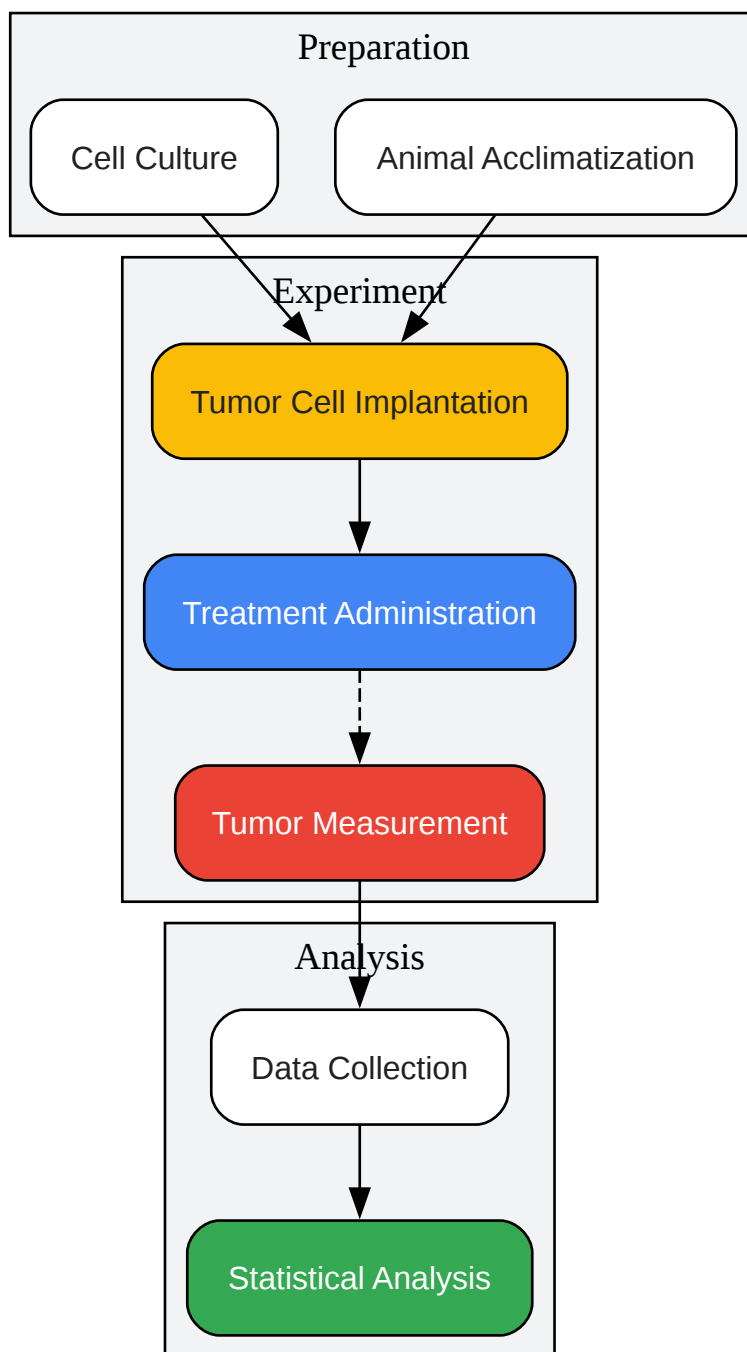 Preparation
Cell Culture
Animal Acclimatization
Experiment
Tumor Cell Implantation
Treatment Administration
Tumor Measurement
Analysis
Data Collection
Statistical Analysis